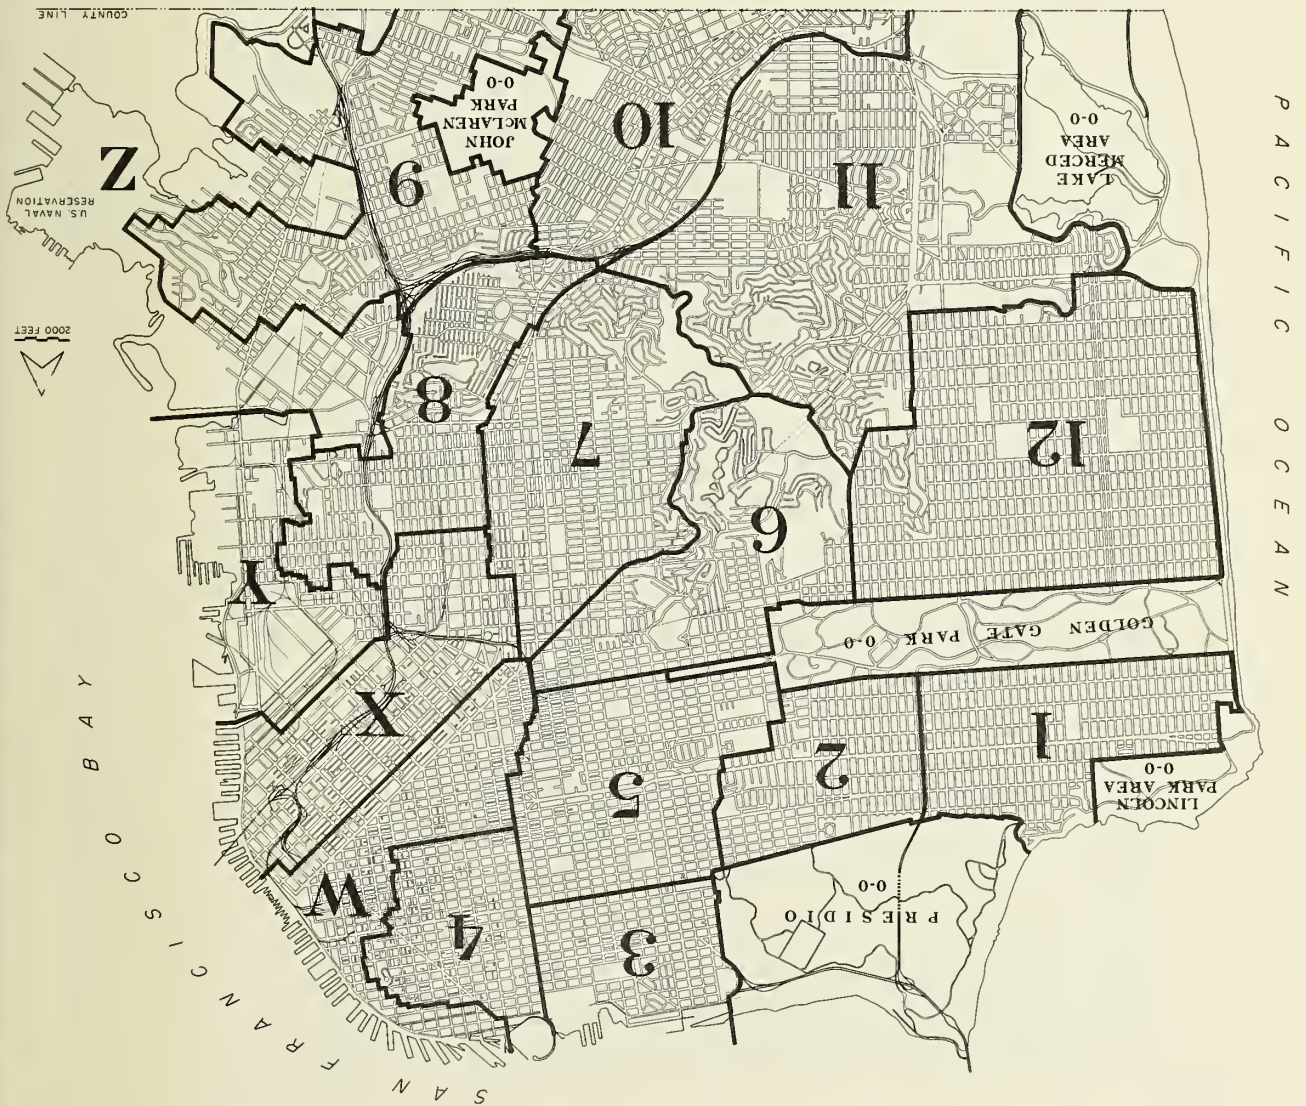 SAN FRANCISCO BAY
PRESIDIO
0-0
3
4
W
LINCOLN
PARK AREA
0-0
1
2
5
X
GOLDEN GATE PARK 0-0
Y
PACIFIC OCEAN
12
6
7
8
2000 FEET
LAKE
MERCED
AREA
0-0
11
10
JOHN
McLAREN
PARK
0-0
9
U.S. NAVAL
RESERVATION
Z
COUNTY LINE